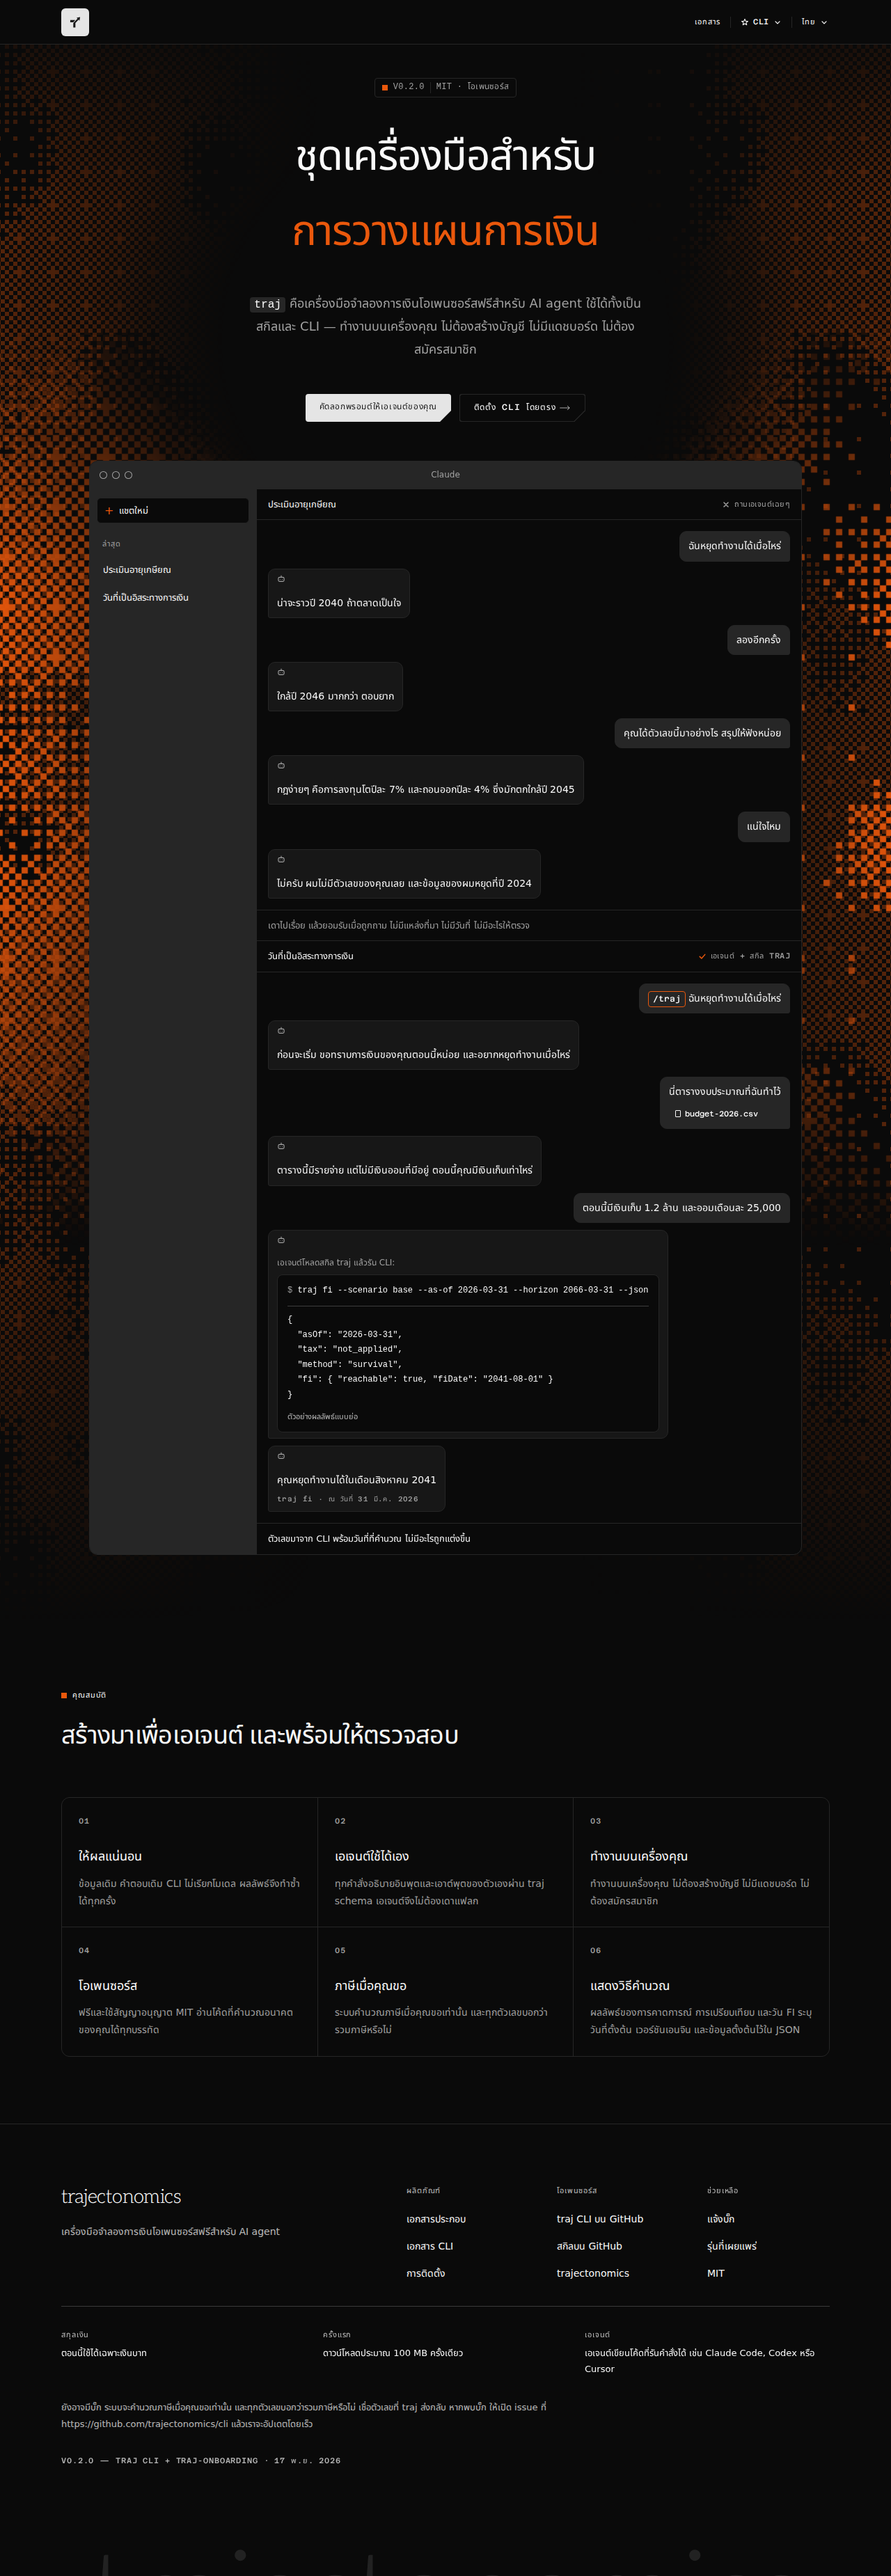 เอกสาร
CLI
ไทย
V0.2.0 MIT · โอเพนซอร์ส
ชุดเครื่องมือสำหรับ
การวางแผนการเงิน
traj คือเครื่องมือจำลองการเงินโอเพนซอร์สฟรีสำหรับ AI agent ใช้ได้ทั้งเป็น
สกิลและ CLI — ทำงานบนเครื่องคุณ ไม่ต้องสร้างบัญชี ไม่มีแดชบอร์ด ไม่ต้อง
สมัครสมาชิก
คัดลอกพรอมต์ให้เอเจนต์ของคุณ
ติดตั้ง CLI โดยตรง
Claude
แชตใหม่
ล่าสุด
ประเมินอายุเกษียณ
วันที่เป็นอิสระทางการเงิน
ประเมินอายุเกษียณ
ถามเอเจนต์เฉยๆ
ฉันหยุดทำงานได้เมื่อไหร่
น่าจะราวปี 2040 ถ้าตลาดเป็นใจ
ลองอีกครั้ง
ใกล้ปี 2046 มากกว่า ตอบยาก
คุณได้ตัวเลขนี้มาอย่างไร สรุปให้ฟังหน่อย
กฎง่ายๆ คือการลงทุนโตปีละ 7% และถอนออกปีละ 4% ซึ่งมักตกใกล้ปี 2045
แน่ใจไหม
ไม่ครับ ผมไม่มีตัวเลขของคุณเลย และข้อมูลของผมหยุดที่ปี 2024
เดาไปเรื่อย แล้วยอมรับเมื่อถูกถาม ไม่มีแหล่งที่มา ไม่มีวันที่ ไม่มีอะไรให้ตรวจ
วันที่เป็นอิสระทางการเงิน
เอเจนต์ + สกิล TRAJ
/traj ฉันหยุดทำงานได้เมื่อไหร่
ก่อนจะเริ่ม ขอทราบการเงินของคุณตอนนี้หน่อย และอยากหยุดทำงานเมื่อไหร่
นี่ตารางงบประมาณที่ฉันทำไว้
budget-2026.csv
ตารางนี้มีรายจ่าย แต่ไม่มีเงินออมที่มีอยู่ ตอนนี้คุณมีเงินเก็บเท่าไหร่
ตอนนี้มีเงินเก็บ 1.2 ล้าน และออมเดือนละ 25,000
เอเจนต์โหลดสกิล traj แล้วรัน CLI:
$ traj fi --scenario base --as-of 2026-03-31 --horizon 2066-03-31 --json
{
"asOf": "2026-03-31",
"tax": "not_applied",
"method": "survival",
"fi": { "reachable": true, "fiDate": "2041-08-01" }
}
ตัวอย่างผลลัพธ์แบบย่อ
คุณหยุดทำงานได้ในเดือนสิงหาคม 2041
traj fi · ณ วันที่ 31 มี.ค. 2026
ตัวเลขมาจาก CLI พร้อมวันที่ที่คำนวณ ไม่มีอะไรถูกแต่งขึ้น
คุณสมบัติ
สร้างมาเพื่อเอเจนต์ และพร้อมให้ตรวจสอบ
01
ให้ผลแน่นอน
ข้อมูลเดิม คำตอบเดิม CLI ไม่เรียกโมเดล ผลลัพธ์จึงทำซ้ำ
ได้ทุกครั้ง
02
เอเจนต์ใช้ได้เอง
ทุกคำสั่งอธิบายอินพุตและเอาต์พุตของตัวเองผ่าน traj
schema เอเจนต์จึงไม่ต้องเดาแฟลก
03
ทำงานบนเครื่องคุณ
ทำงานบนเครื่องคุณ ไม่ต้องสร้างบัญชี ไม่มีแดชบอร์ด ไม่
ต้องสมัครสมาชิก
04
โอเพนซอร์ส
ฟรีและใช้สัญญาอนุญาต MIT อ่านโค้ดที่คำนวณอนาคต
ของคุณได้ทุกบรรทัด
05
ภาษีเมื่อคุณขอ
ระบบคำนวณภาษีเมื่อคุณขอเท่านั้น และทุกตัวเลขบอกว่า
รวมภาษีหรือไม่
06
แสดงวิธีคำนวณ
ผลลัพธ์ของการคาดการณ์ การเปรียบเทียบ และวัน FI ระบุ
วันที่ตั้งต้น เวอร์ชันเอนจิน และข้อมูลตั้งต้นไว้ใน JSON
trajectonomics
เครื่องมือจำลองการเงินโอเพนซอร์สฟรีสำหรับ AI agent
ผลิตภัณฑ์
เอกสารประกอบ
เอกสาร CLI
การติดตั้ง
โอเพนซอร์ส
traj CLI บน GitHub
สกิลบน GitHub
trajectonomics
ช่วยเหลือ
แจ้งบั๊ก
รุ่นที่เผยแพร่
MIT
สกุลเงิน
ตอนนี้ใช้ได้เฉพาะเงินบาท
ครั้งแรก
ดาวน์โหลดประมาณ 100 MB ครั้งเดียว
เอเจนต์
เอเจนต์เขียนโค้ดที่รันคำสั่งได้ เช่น Claude Code, Codex หรือ
Cursor
ยังอาจมีบั๊ก ระบบจะคำนวณภาษีเมื่อคุณขอเท่านั้น และทุกตัวเลขบอกว่ารวมภาษีหรือไม่ เชื่อตัวเลขที่ traj ส่งกลับ หากพบบั๊ก ให้เปิด issue ที่
https://github.com/trajectonomics/cli แล้วเราจะอัปเดตโดยเร็ว
V0.2.0 — TRAJ CLI + TRAJ-ONBOARDING · 17 พ.ย. 2026